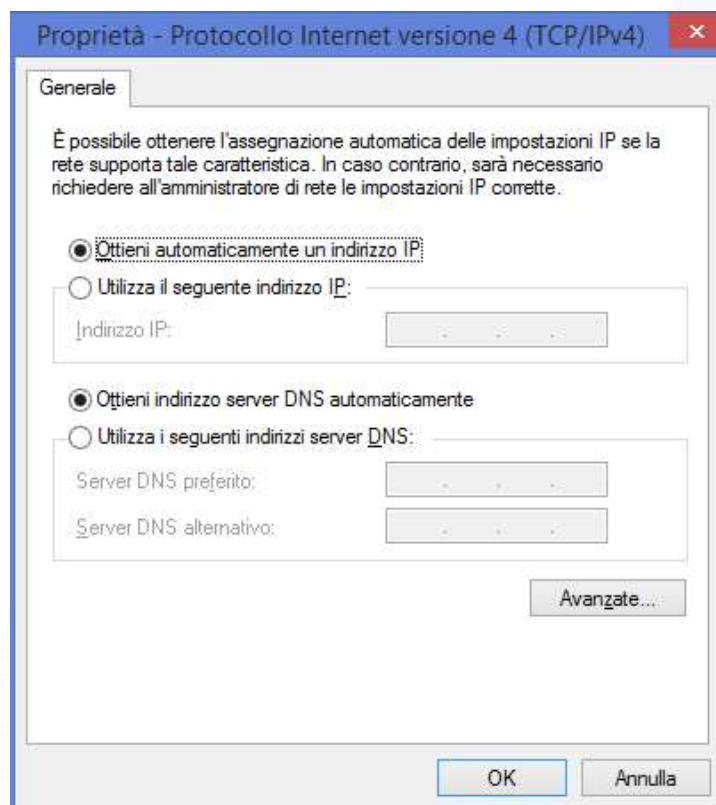 Proprietà - Protocollo Internet versione 4 (TCP/IPv4)
Generale
È possibile ottenere l'assegnazione automatica delle impostazioni IP se la
rete supporta tale caratteristica. In caso contrario, sarà necessario
richiedere all'amministratore di rete le impostazioni IP corrette.
Ottieni automaticamente un indirizzo IP
Utilizza il seguente indirizzo IP:
Indirizzo IP:
Ottieni indirizzo server DNS automaticamente
Utilizza i seguenti indirizzi server DNS:
Server DNS preferito:
Server DNS alternativo:
Avanzate...
OK
Annulla